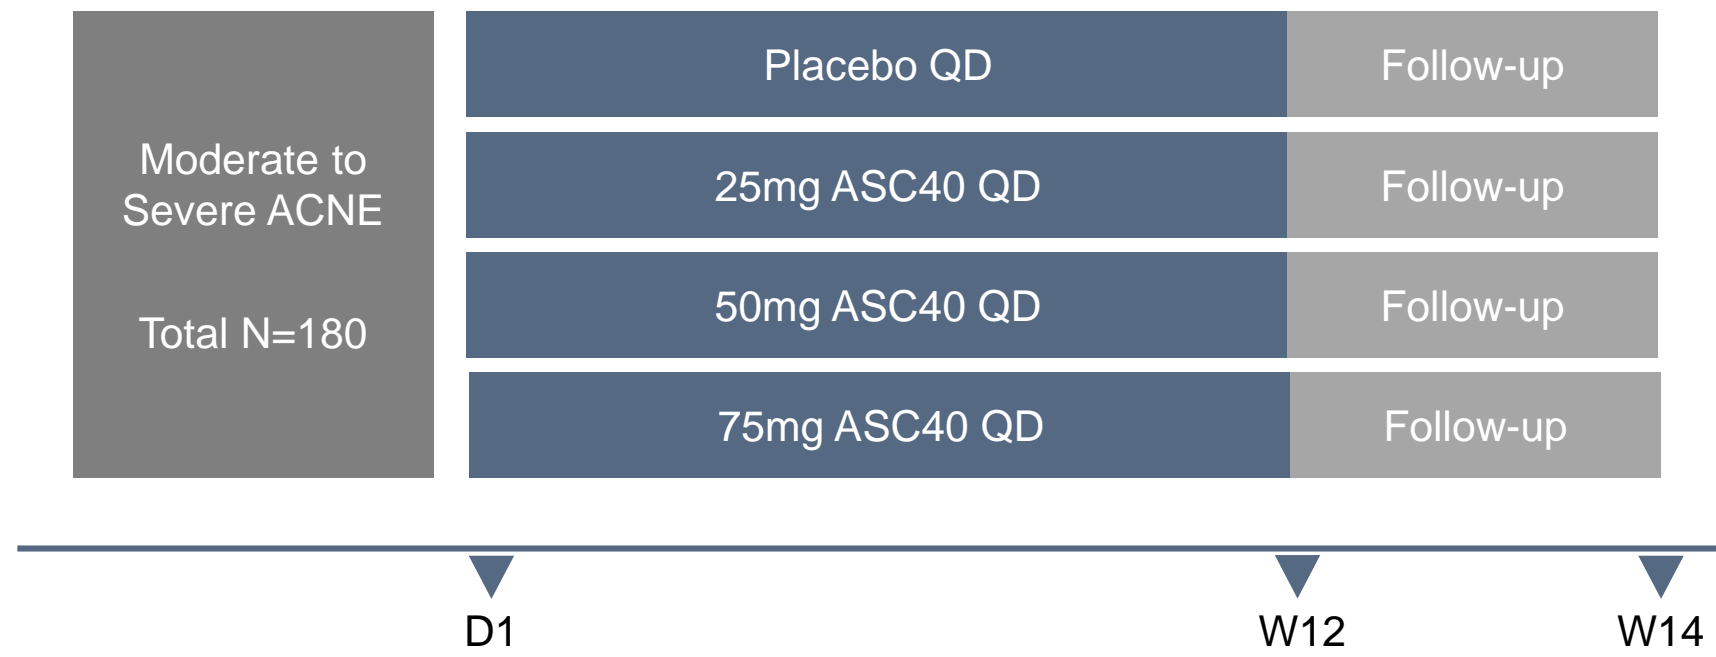 Moderate to
Severe ACNE
Total N=180
Placebo QD
Follow-up
25mg ASC40 QD
Follow-up
50mg ASC40 QD
Follow-up
75mg ASC40 QD
Follow-up
D1
W12
W14